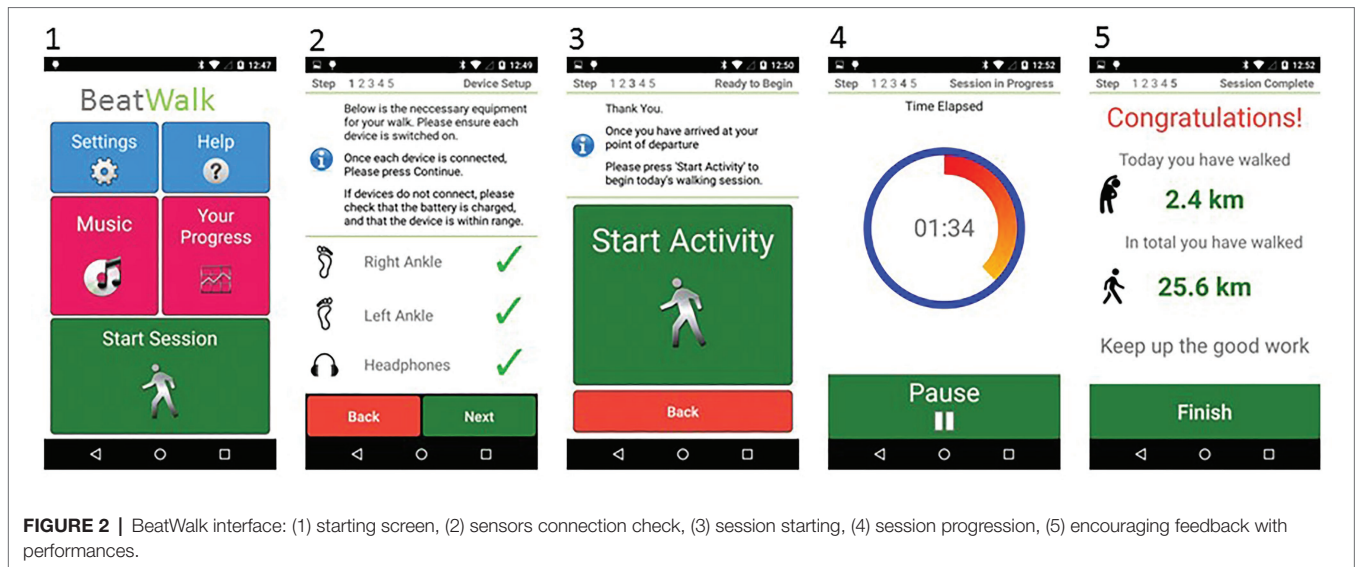 1
12:47
BeatWalk
Settings
Help
?
Music
Your
Progress
Start Session
2
12:49
Step 1 2 3 4 5 Device Setup
Below is the neccessary equipment
for your walk. Please ensure each
device is switched on.
i
Once each device is connected,
Please press Continue.
If devices do not connect, please
check that the battery is charged,
and that the device is within range.
Right Ankle
Left Ankle
Headphones
Back
Next
3
12:50
Step 1 2 3 4 5 Ready to Begin
Thank You.
i
Once you have arrived at your
point of departure
Please press 'Start Activity' to
begin today's walking session.
Start Activity
Back
4
12:52
Step 1 2 3 4 5 Session in Progress
Time Elapsed
01:34
Pause
5
12:52
Step 1 2 3 4 5 Session Complete
Congratulations!
Today you have walked
2.4 km
In total you have walked
25.6 km
Keep up the good work
Finish
FIGURE 2 | BeatWalk interface: (1) starting screen, (2) sensors connection check, (3) session starting, (4) session progression, (5) encouraging feedback with
performances.